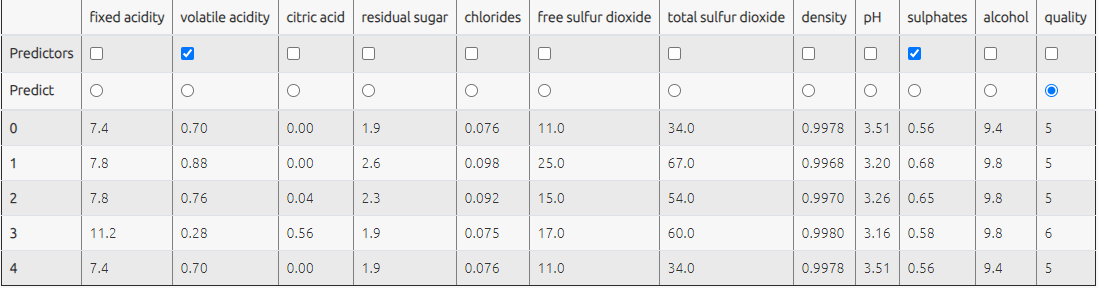 fixed acidity volatile acidity citric acid residual sugar chlorides free sulfur dioxide total sulfur dioxide density pH sulphates alcohol quality
Predictors
Predict
0 7.4 0.70 0.00 1.9 0.076 11.0 34.0 0.9978 3.51 0.56 9.4 5
1 7.8 0.88 0.00 2.6 0.098 25.0 67.0 0.9968 3.20 0.68 9.8 5
2 7.8 0.76 0.04 2.3 0.092 15.0 54.0 0.9970 3.26 0.65 9.8 5
3 11.2 0.28 0.56 1.9 0.075 17.0 60.0 0.9980 3.16 0.58 9.8 6
4 7.4 0.70 0.00 1.9 0.076 11.0 34.0 0.9978 3.51 0.56 9.4 5